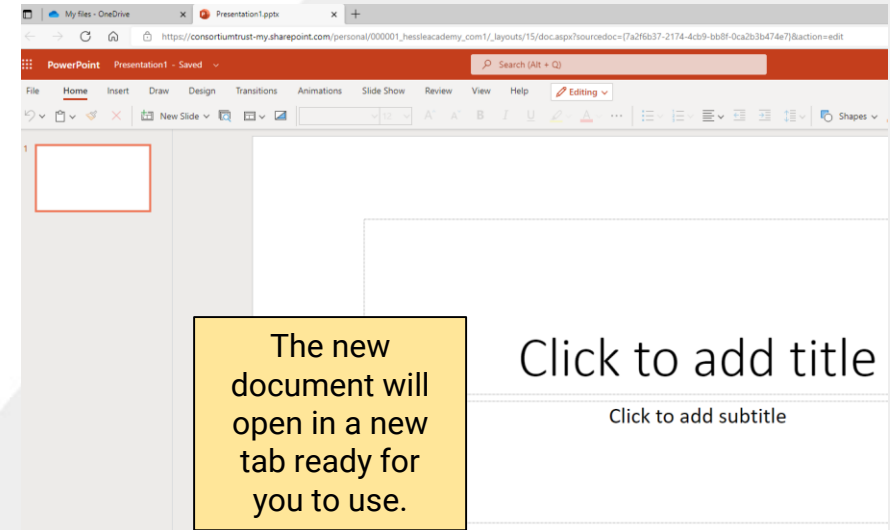 My files - OneDrive Presentation1.pptx
https://consortiumtrust-my.sharepoint.com/personal/000001_hessleacademy_com1/_layouts/15/doc.aspx?sourcedoc={7a2f6b37-2174-4cb9-bb8f-0ca2b3b474e7}&action=edit
PowerPoint Presentation1 - Saved Search (Alt + Q)
File Home Insert Draw Design Transitions Animations Slide Show Review View Help Editing
New Slide 12 A A B I U A ... Shapes
1
Click to add title
Click to add subtitle
The new
document will
open in a new
tab ready for
you to use.